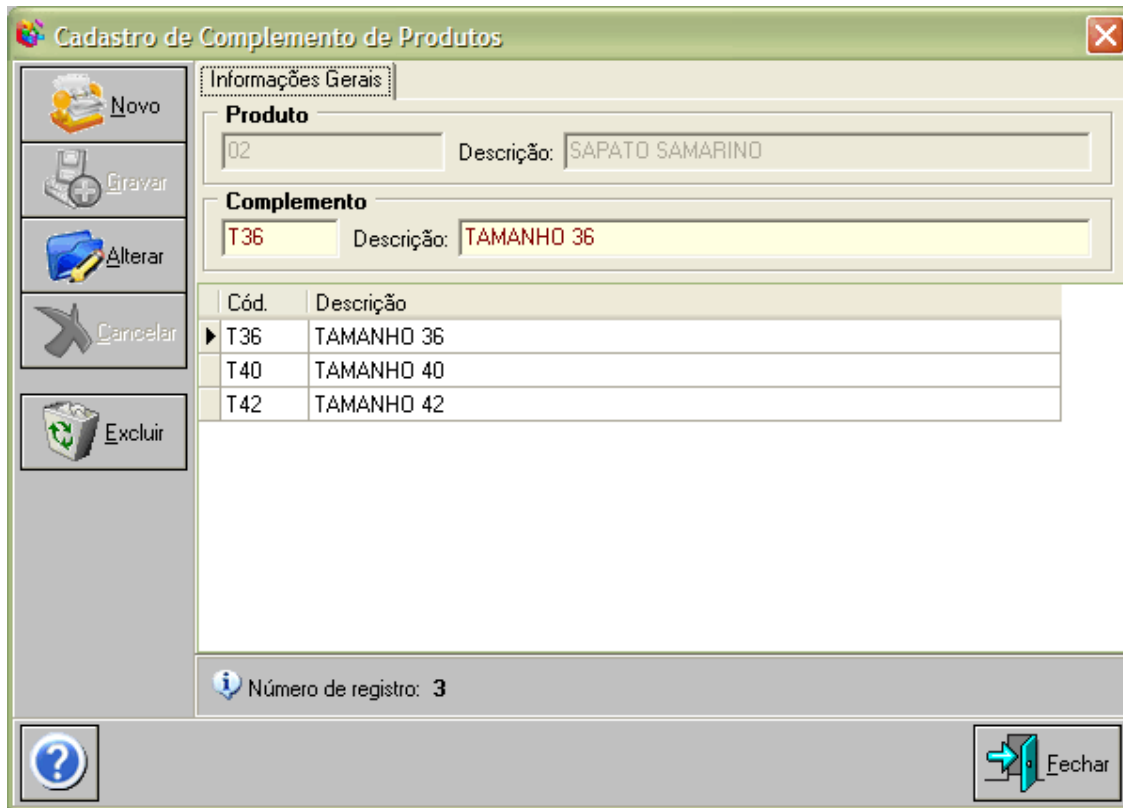 Cadastro de Complemento de Produtos
Novo
Gravar
Alterar
Cancelar
Excluir
Informações Gerais
Produto
02 Descrição: SAPATO SAMARINO
Complemento
T36 Descrição: TAMANHO 36
Cód. Descrição
T36 TAMANHO 36
T40 TAMANHO 40
T42 TAMANHO 42
Número de registro: 3
Fechar